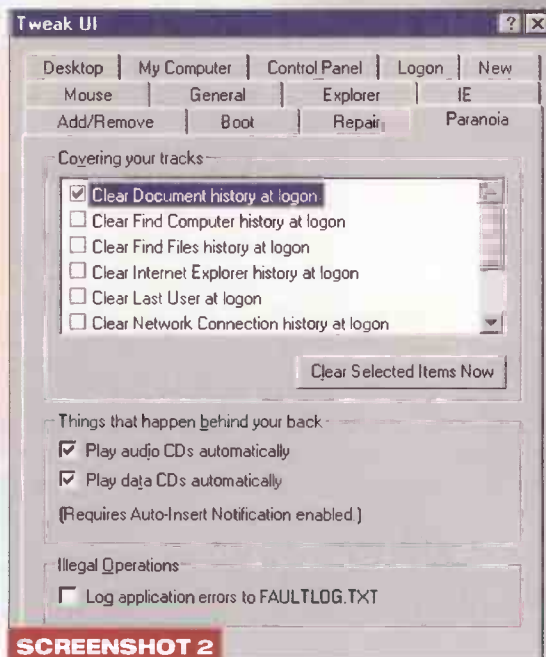 Tweak UI
Desktop My Computer Control Panel Logon New
Mouse General Explorer IE
Add/Remove Boot Repair Paranoia
Covering your tracks
Clear Document history at logon
Clear Find Computer history at logon
Clear Find Files history at logon
Clear Internet Explorer history at logon
Clear Last User at logon
Clear Network Connection history at logon
Clear Selected Items Now
Things that happen behind your back
Play audio CDs automatically
Play data CDs automatically
(Requires Auto-Insert Notification enabled.)
Illegal Operations
Log application errors to FAULTLOG.TXT
SCREENSHOT 2